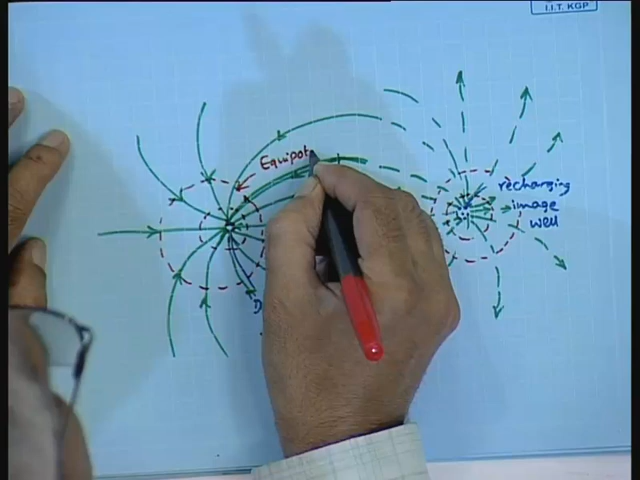 I.I.T. KGP
Equipot
recharging
image
well
D